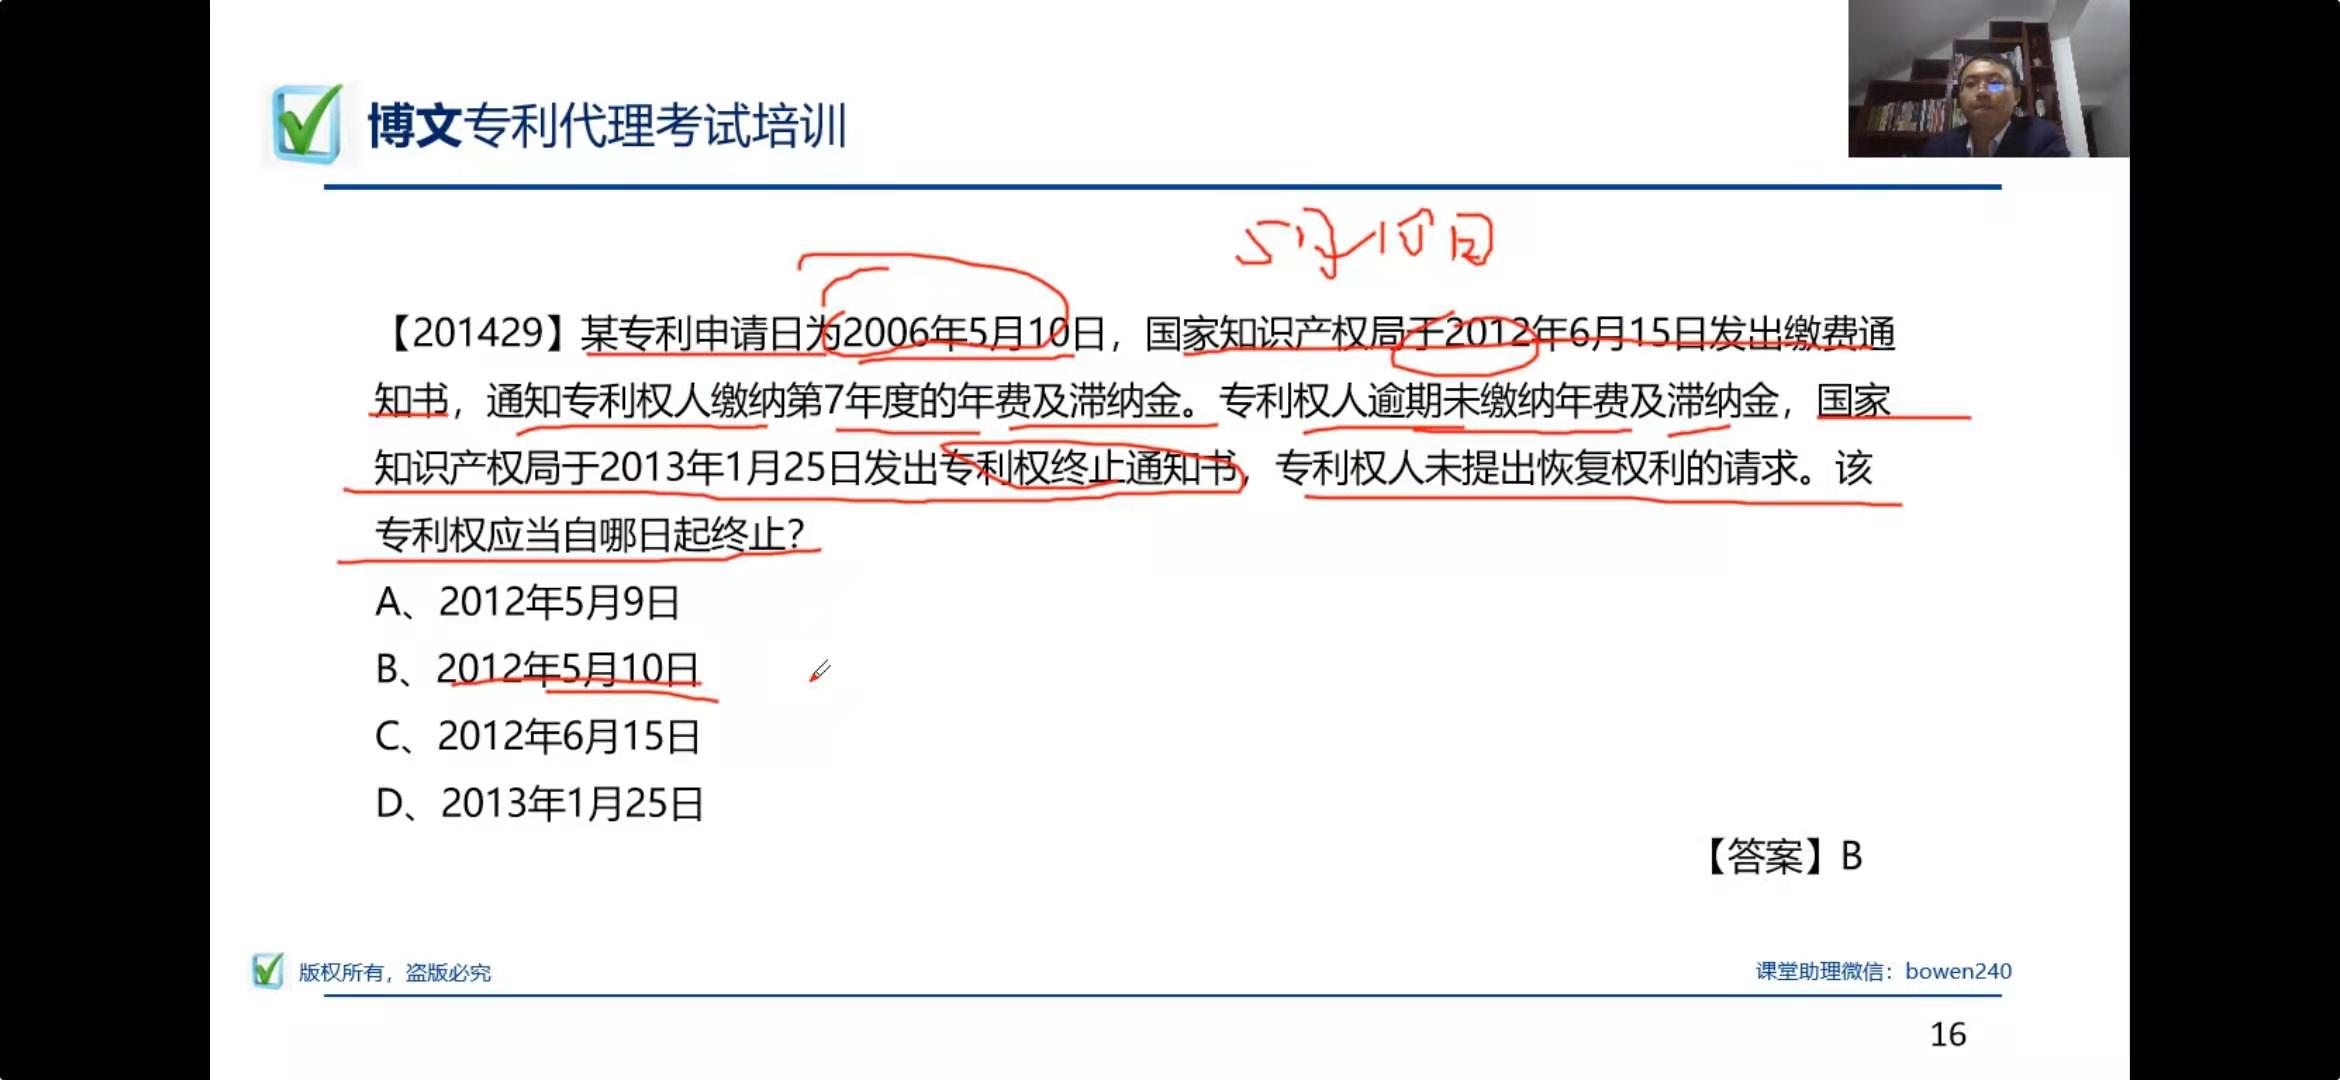 博文专利代理考试培训
5月10日
【201429】某专利申请日为2006年5月10日，国家知识产权局于2012年6月15日发出缴费通
知书，通知专利权人缴纳第7年度的年费及滞纳金。专利权人逾期未缴纳年费及滞纳金，国家
知识产权局于2013年1月25日发出专利权终止通知书，专利权人未提出恢复权利的请求。该
专利权应当自哪日起终止？
A、2012年5月9日
B、2012年5月10日
C、2012年6月15日
D、2013年1月25日
【答案】B
版权所有，盗版必究
课堂助理微信：bowen240
16